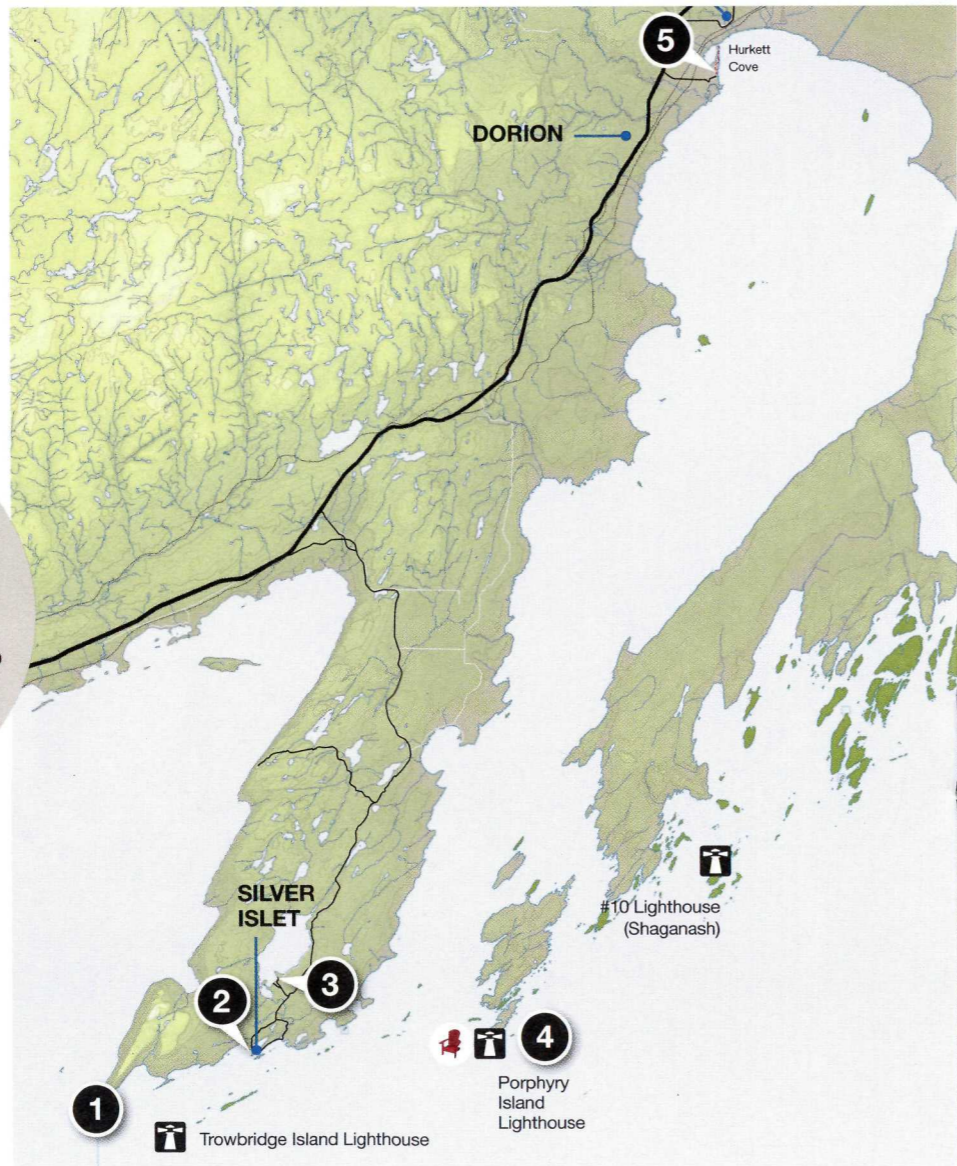 5
Hurkett
Cove
DORION
#10 Lighthouse
(Shaganash)
SILVER
ISLET
3
2
4
Porphyry
Island
Lighthouse
1
Trowbridge Island Lighthouse